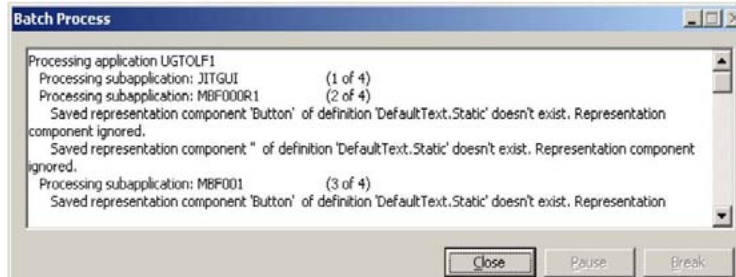 Batch Process
Processing application UGTOLF1
Processing subapplication: JITGUI (1 of 4)
Processing subapplication: MBF000R1 (2 of 4)
Saved representation component 'Button' of definition 'DefaultText.Static' doesn't exist. Representation
component ignored.
Saved representation component '' of definition 'DefaultText.Static' doesn't exist. Representation component
ignored.
Processing subapplication: MBF001 (3 of 4)
Saved representation component 'Button' of definition 'DefaultText.Static' doesn't exist. Representation
Close Pause Break